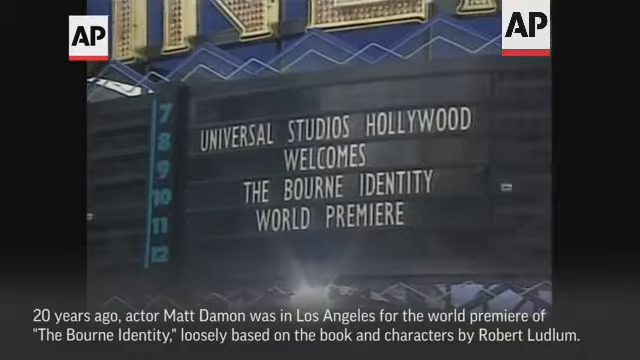 AP
AP
7
8
9
10
11
12
UNIVERSAL STUDIOS HOLLYWOOD
WELCOMES
THE BOURNE IDENTITY
WORLD PREMIERE
20 years ago, actor Matt Damon was in Los Angeles for the world premiere of
"The Bourne Identity," loosely based on the book and characters by Robert Ludlum.